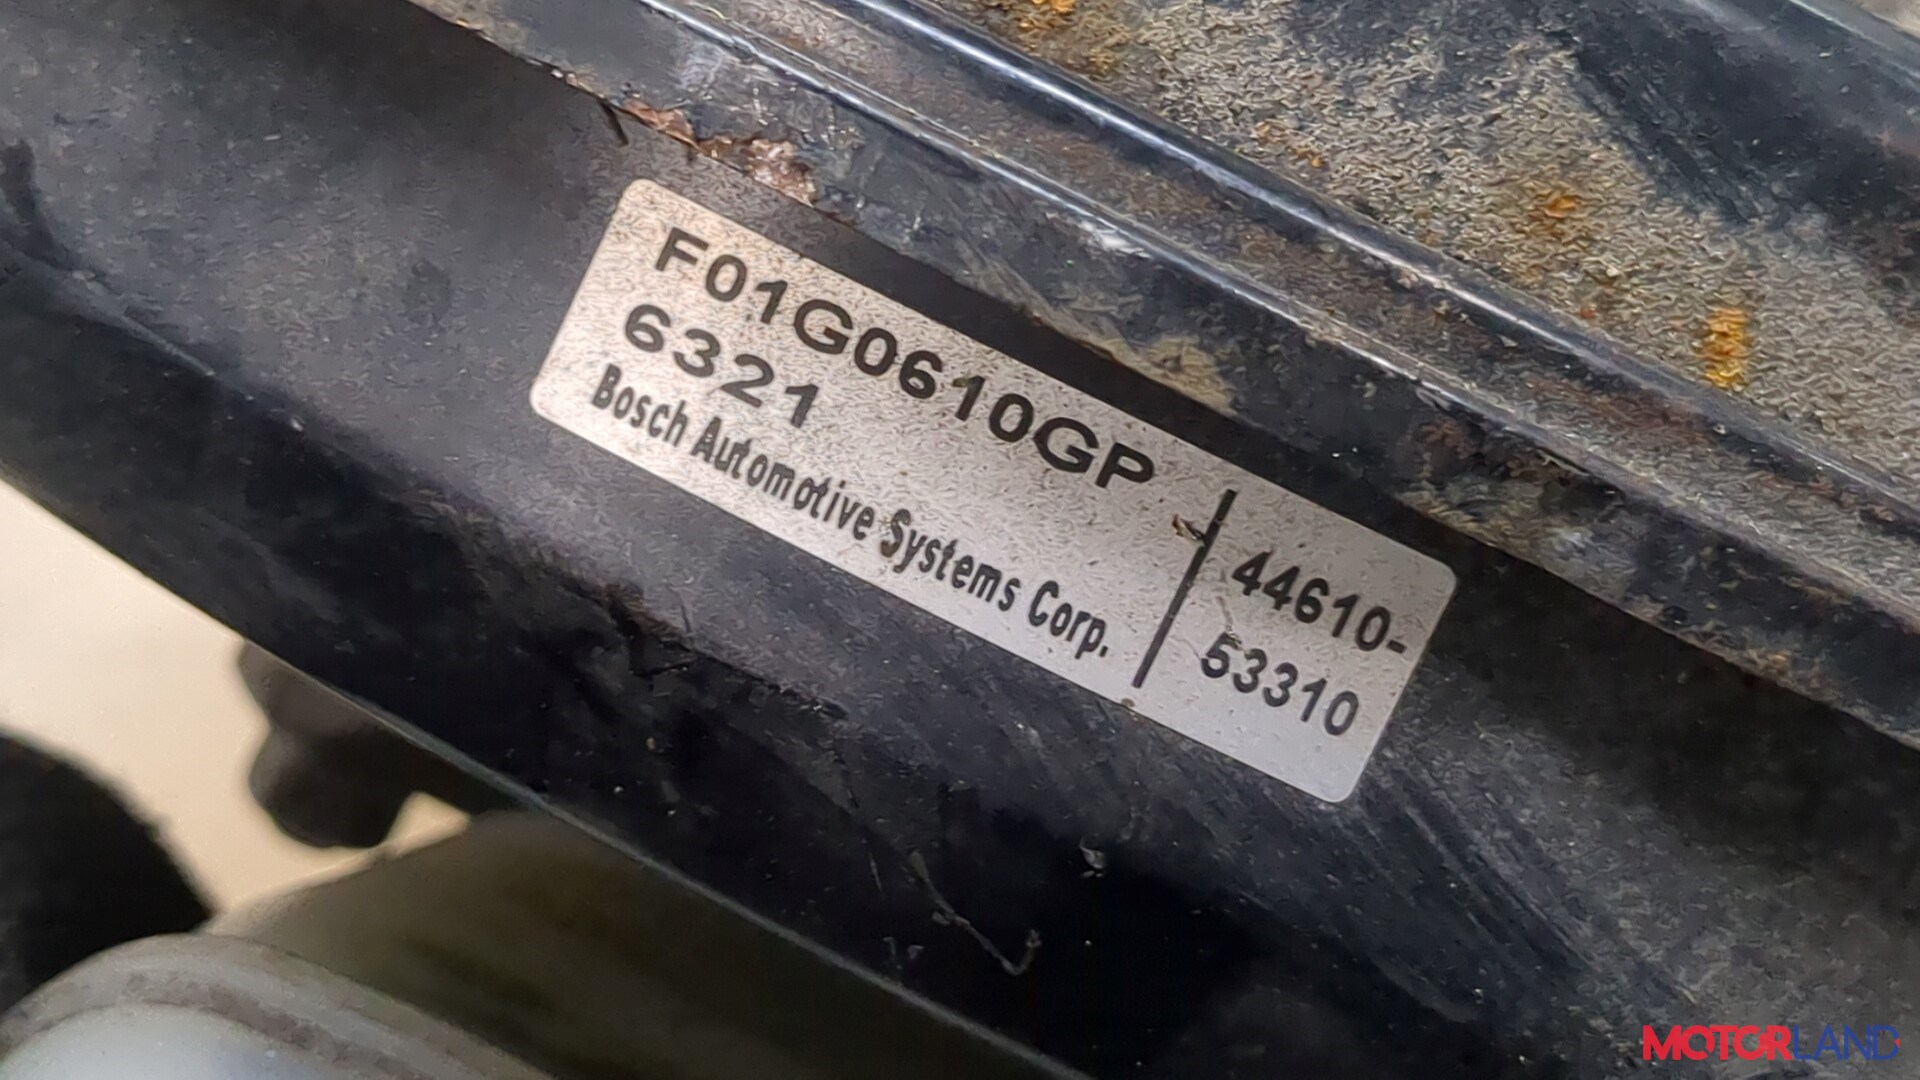 F01G0610GP
6321
Bosch Automotive Systems Corp.
44610-
53310
MOTORLAND